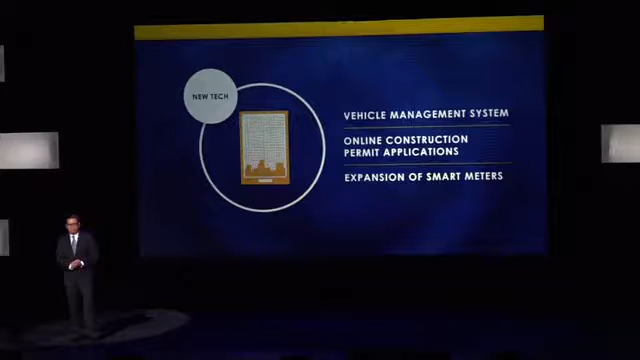 NEW TECH
VEHICLE MANAGEMENT SYSTEM
ONLINE CONSTRUCTION
PERMIT APPLICATIONS
EXPANSION OF SMART METERS